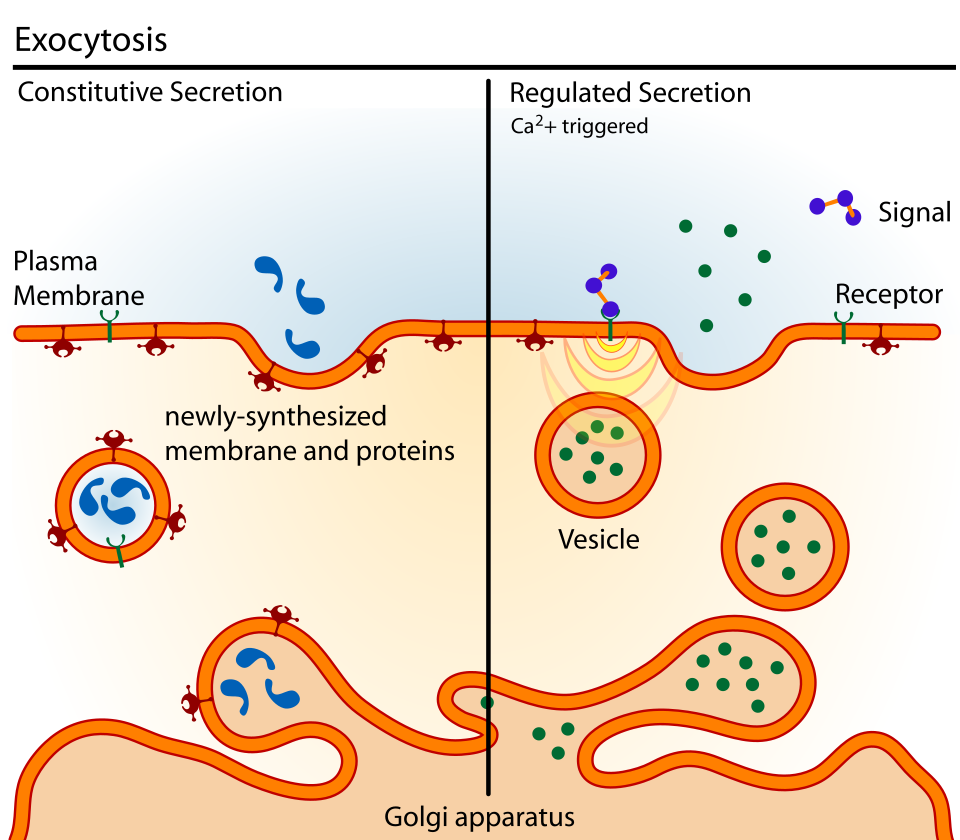 Exocytosis
Constitutive Secretion
Regulated Secretion
Ca²+ triggered
Signal
Plasma
Membrane
Receptor
newly-synthesized
membrane and proteins
Vesicle
Golgi apparatus